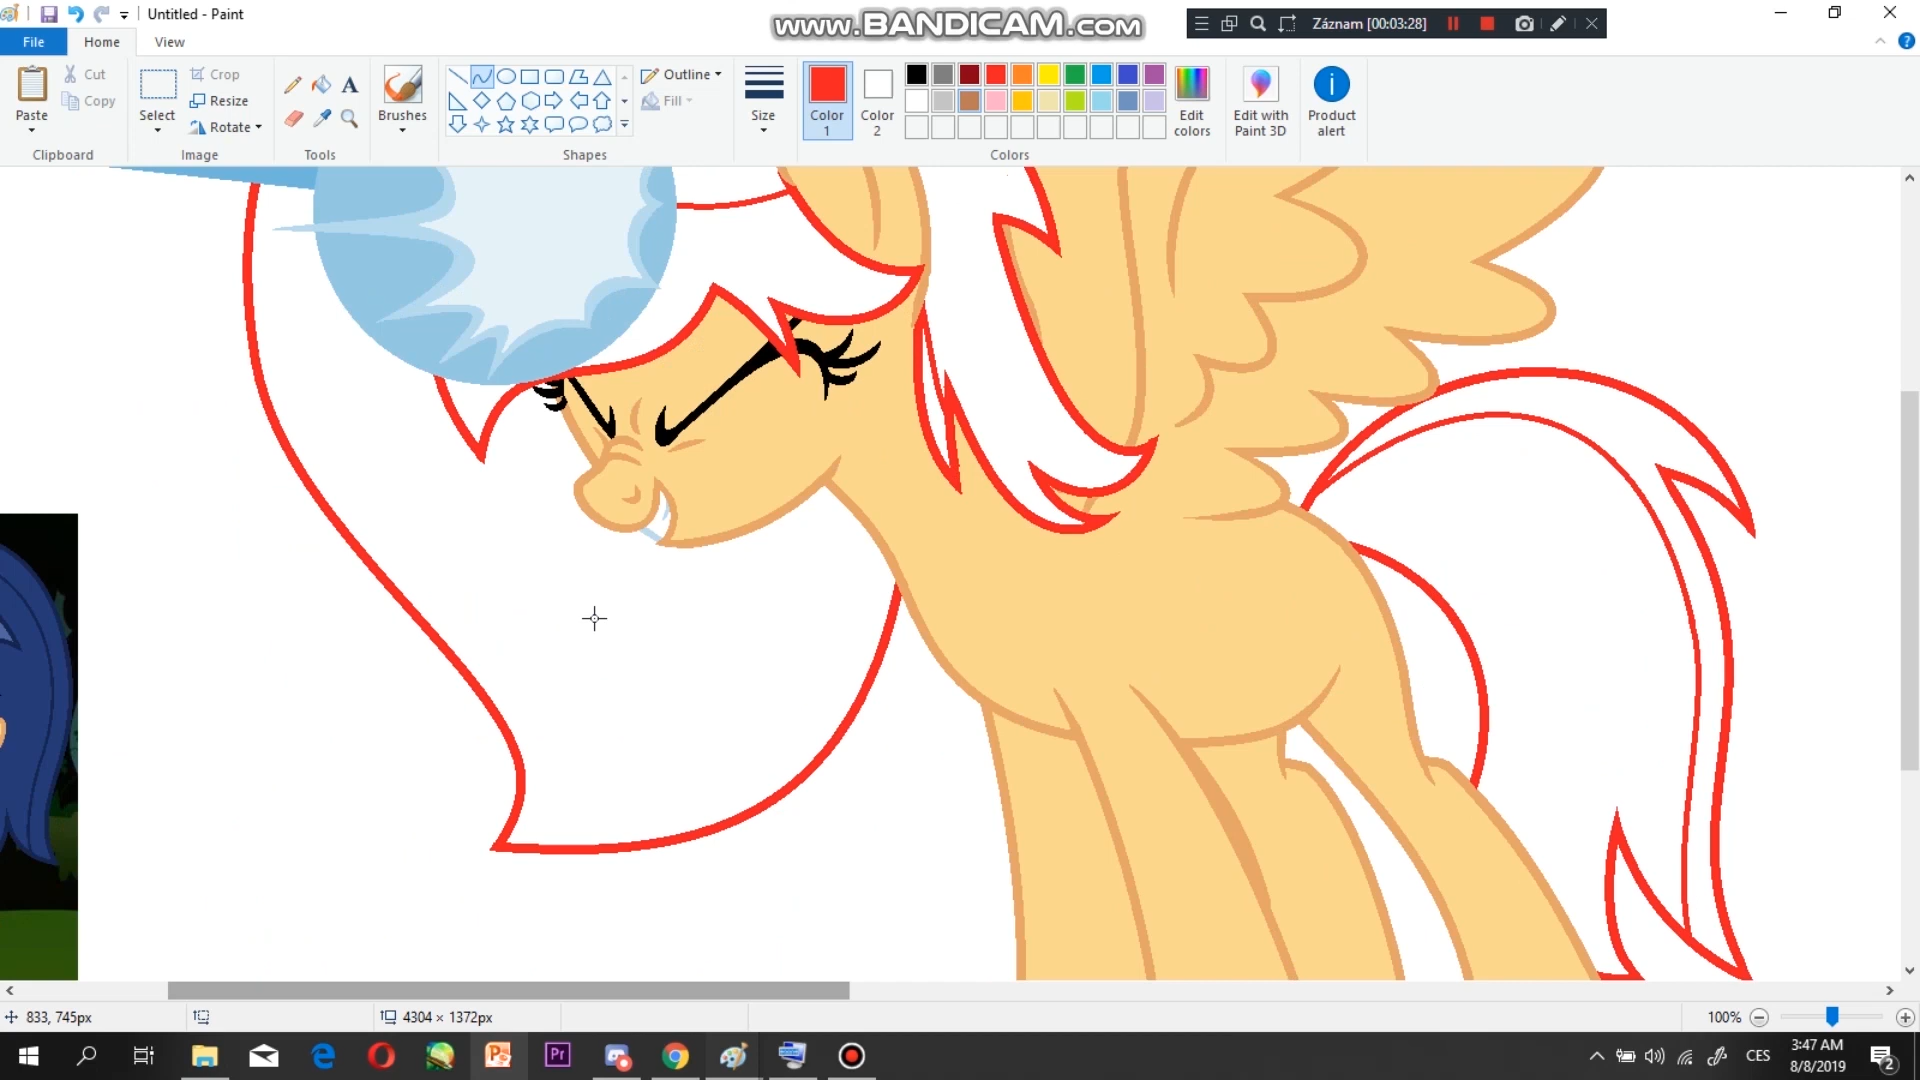 Untitled - Paint
www.BANDICAM.com
Záznam [00:03:28]
File
Home
View
Paste
Cut
Copy
Clipboard
Select
Crop
Resize
Rotate
Image
A
Tools
Brushes
Outline
Fill
Shapes
Size
Color
1
Color
2
Edit
colors
Colors
Edit with
Paint 3D
Product
alert
833, 745px
4304 × 1372px
100%
Pr
CES
3:47 AM
8/8/2019
2